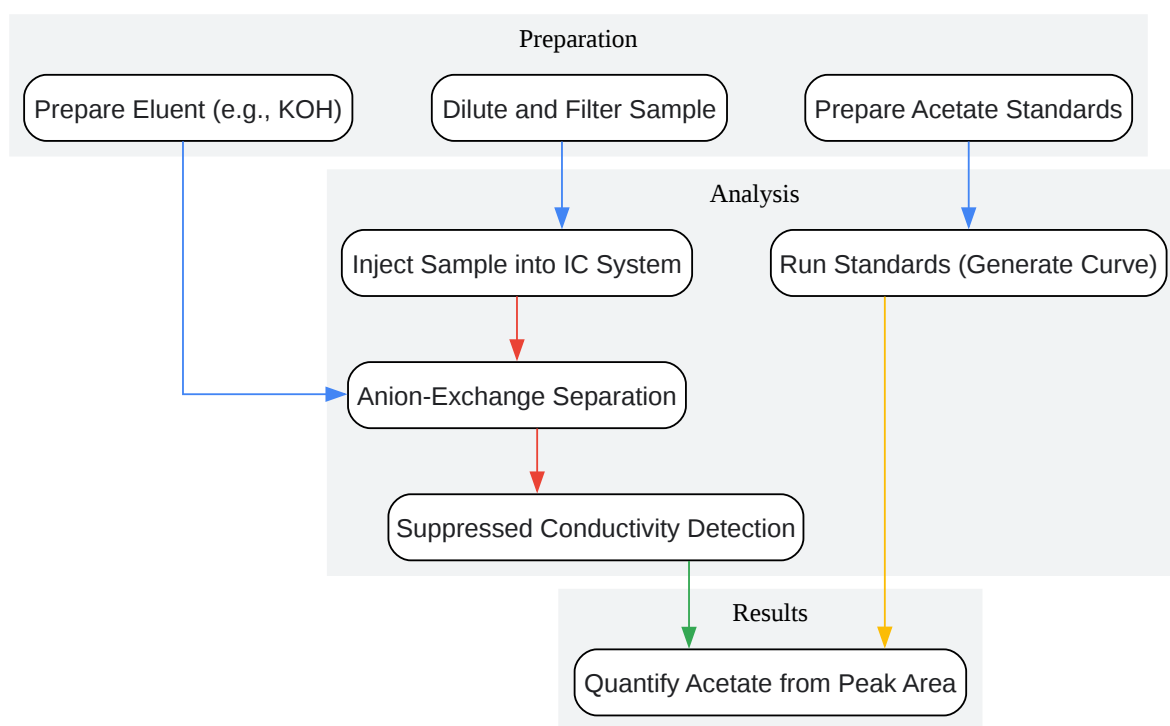 Preparation
Prepare Eluent (e.g., KOH)
Dilute and Filter Sample
Prepare Acetate Standards
Analysis
Inject Sample into IC System
Run Standards (Generate Curve)
Anion-Exchange Separation
Suppressed Conductivity Detection
Results
Quantify Acetate from Peak Area